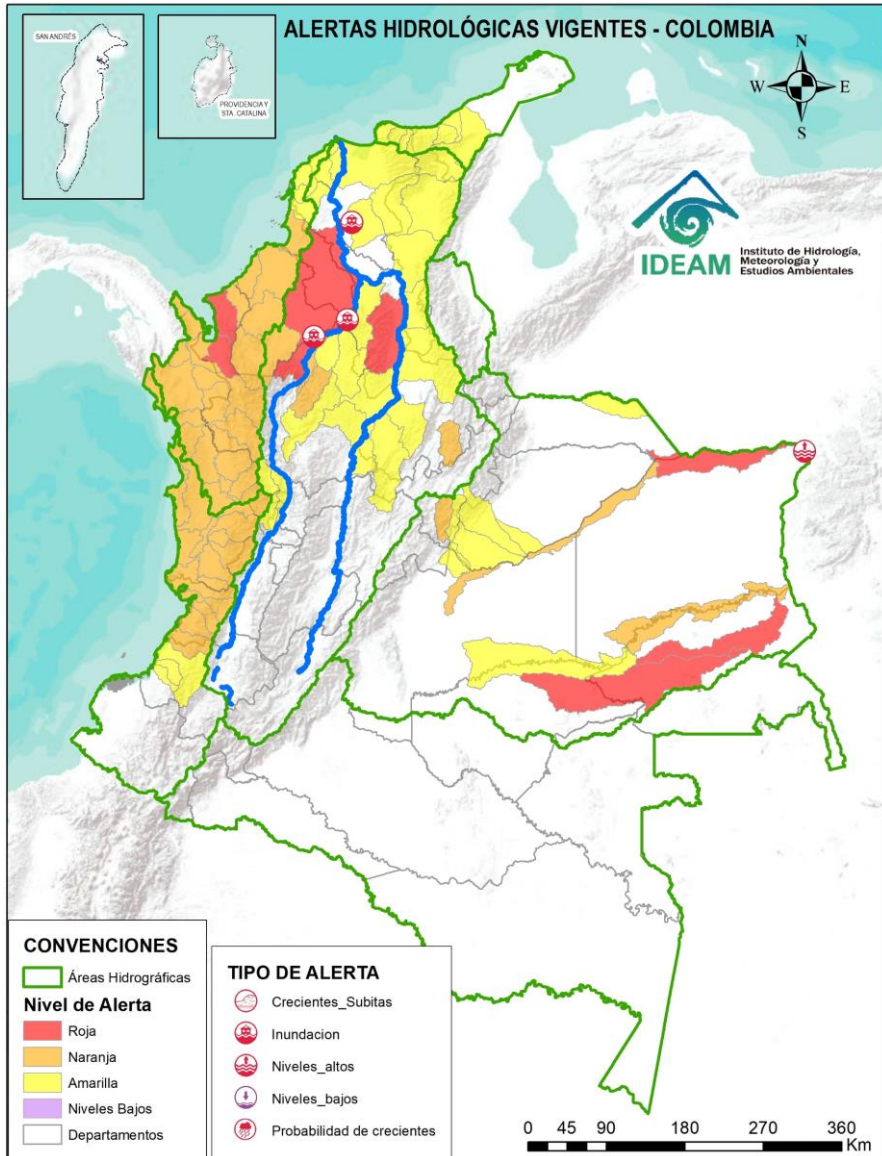 ALERTAS HIDROLÓGICAS VIGENTES - COLOMBIA
SAN ANDRÉS
PROVIDENCIA Y
STA. CATALINA
N
W
E
S
IDEAM
Instituto de Hidrología,
Meteorología y
Estudios Ambientales
CONVENCIONES
Áreas Hidrográficas
Nivel de Alerta
Roja
Naranja
Amarilla
Niveles Bajos
Departamentos
TIPO DE ALERTA
Crecientes_Subitas
Inundacion
Niveles_altos
Niveles_bajos
Probabilidad de crecientes
0 45 90 180 270 360
Km